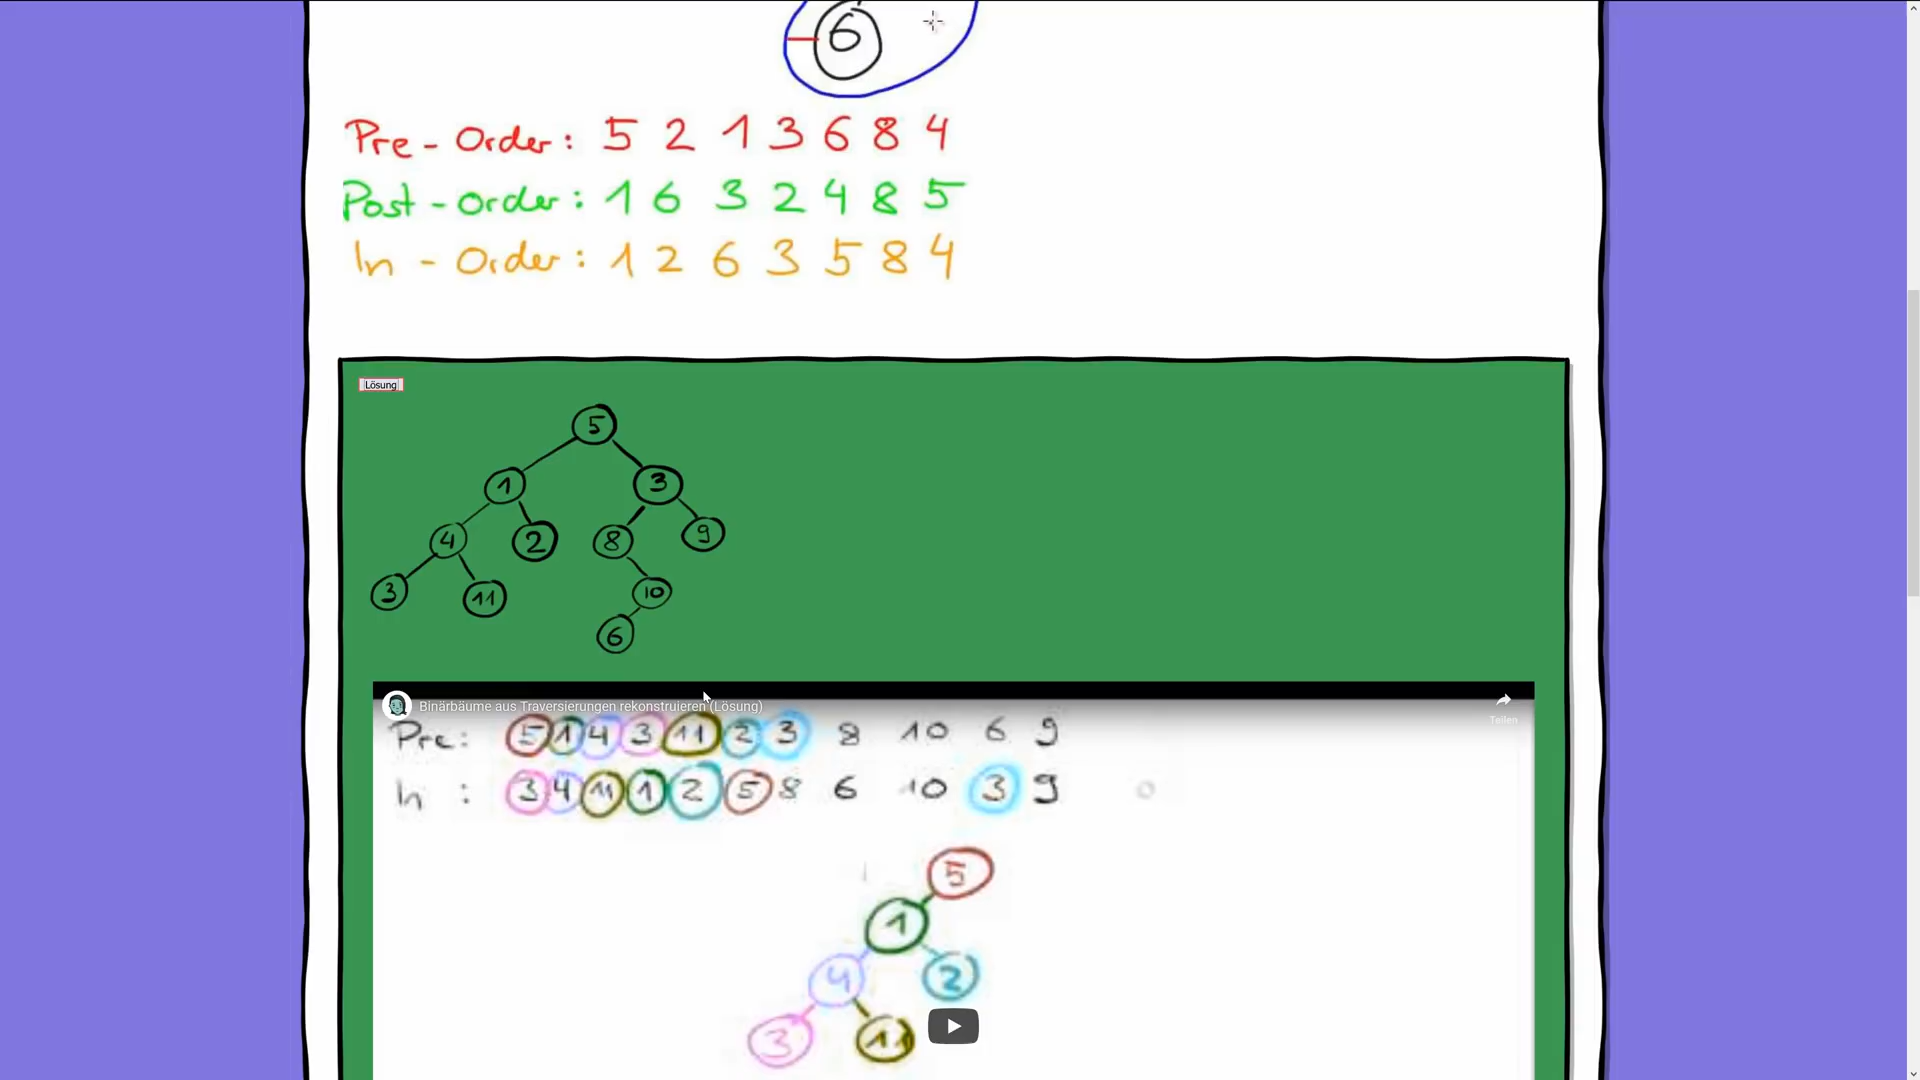 6
Pre - Order : 5 2 1 3 6 8 4
Post - Order : 1 6 3 2 4 8 5
In - Order : 1 2 6 3 5 8 4
Lösung
5
1 3
4 2 8 9
3 11 10
6
Binärbäume aus Traversierungen rekonstruieren (Lösung)
Teilen
Pre: 5 1 4 3 11 2 3 8 10 6 9
In : 3 4 11 1 2 5 8 6 10 3 9
5
1
4 2
3 11